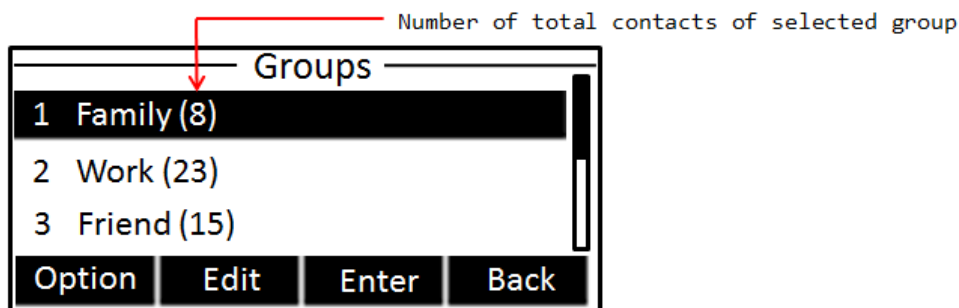 Number of total contacts of selected group
Groups
1 Family (8)
2 Work (23)
3 Friend (15)
Option Edit Enter Back